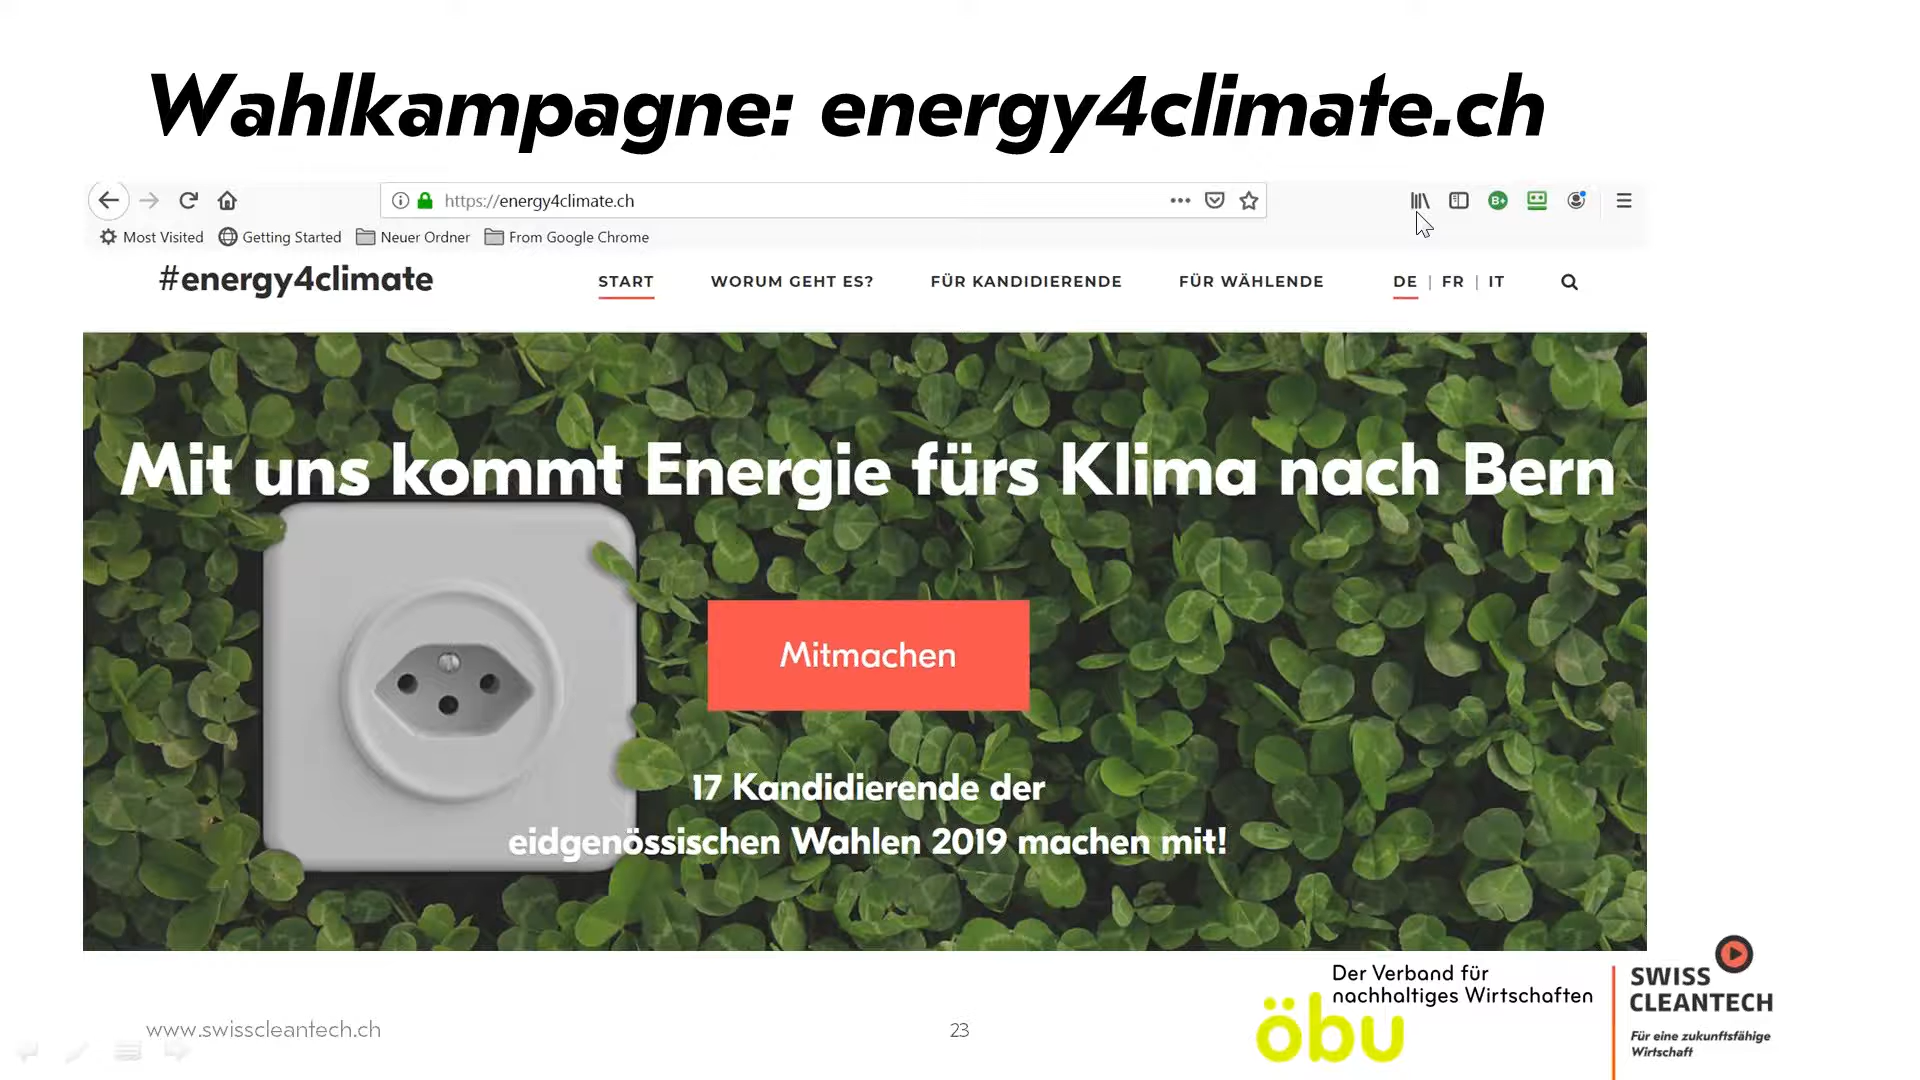 Wahlkampagne: energy4climate.ch
https://energy4climate.ch
Most Visited Getting Started Neuer Ordner From Google Chrome
#energy4climate START WORUM GEHT ES? FÜR KANDIDIERENDE FÜR WÄHLENDE DE | FR | IT
Mit uns kommt Energie fürs Klima nach Bern
Mitmachen
17 Kandidierende der
eidgenössischen Wahlen 2019 machen mit!
www.swisscleantech.ch
23
Der Verband für
nachhaltiges Wirtschaften
öbu
SWISS
CLEANTECH
Für eine zukunftsfähige
Wirtschaft